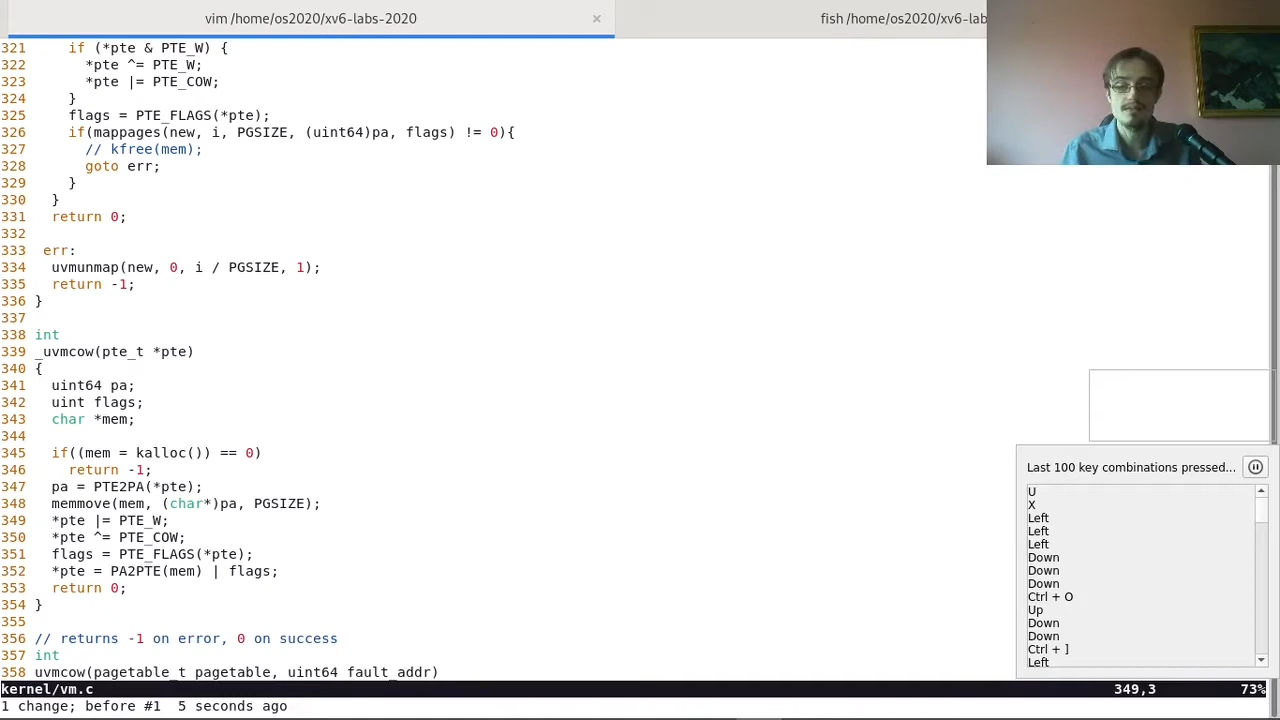 vim /home/os2020/xv6-labs-2020
fish /home/os2020/xv6-lab
321     if (*pte & PTE_W) {
322       *pte ^= PTE_W;
323       *pte |= PTE_COW;
324     }
325     flags = PTE_FLAGS(*pte);
326     if(mappages(new, i, PGSIZE, (uint64)pa, flags) != 0){
327       // kfree(mem);
328       goto err;
329     }
330   }
331   return 0;
332
333  err:
334   uvmunmap(new, 0, i / PGSIZE, 1);
335   return -1;
336 }
337
338 int
339 _uvmcow(pte_t *pte)
340 {
341   uint64 pa;
342   uint flags;
343   char *mem;
344
345   if((mem = kalloc()) == 0)
346     return -1;
347   pa = PTE2PA(*pte);
348   memmove(mem, (char*)pa, PGSIZE);
349   *pte |= PTE_W;
350   *pte ^= PTE_COW;
351   flags = PTE_FLAGS(*pte);
352   *pte = PA2PTE(mem) | flags;
353   return 0;
354 }
355
356 // returns -1 on error, 0 on success
357 int
358 uvmcow(pagetable_t pagetable, uint64 fault_addr)
kernel/vm.c 349,3 73%
1 change; before #1  5 seconds ago
Last 100 key combinations pressed...
U
X
Left
Left
Left
Down
Down
Down
Ctrl + O
Up
Down
Down
Ctrl + ]
Left